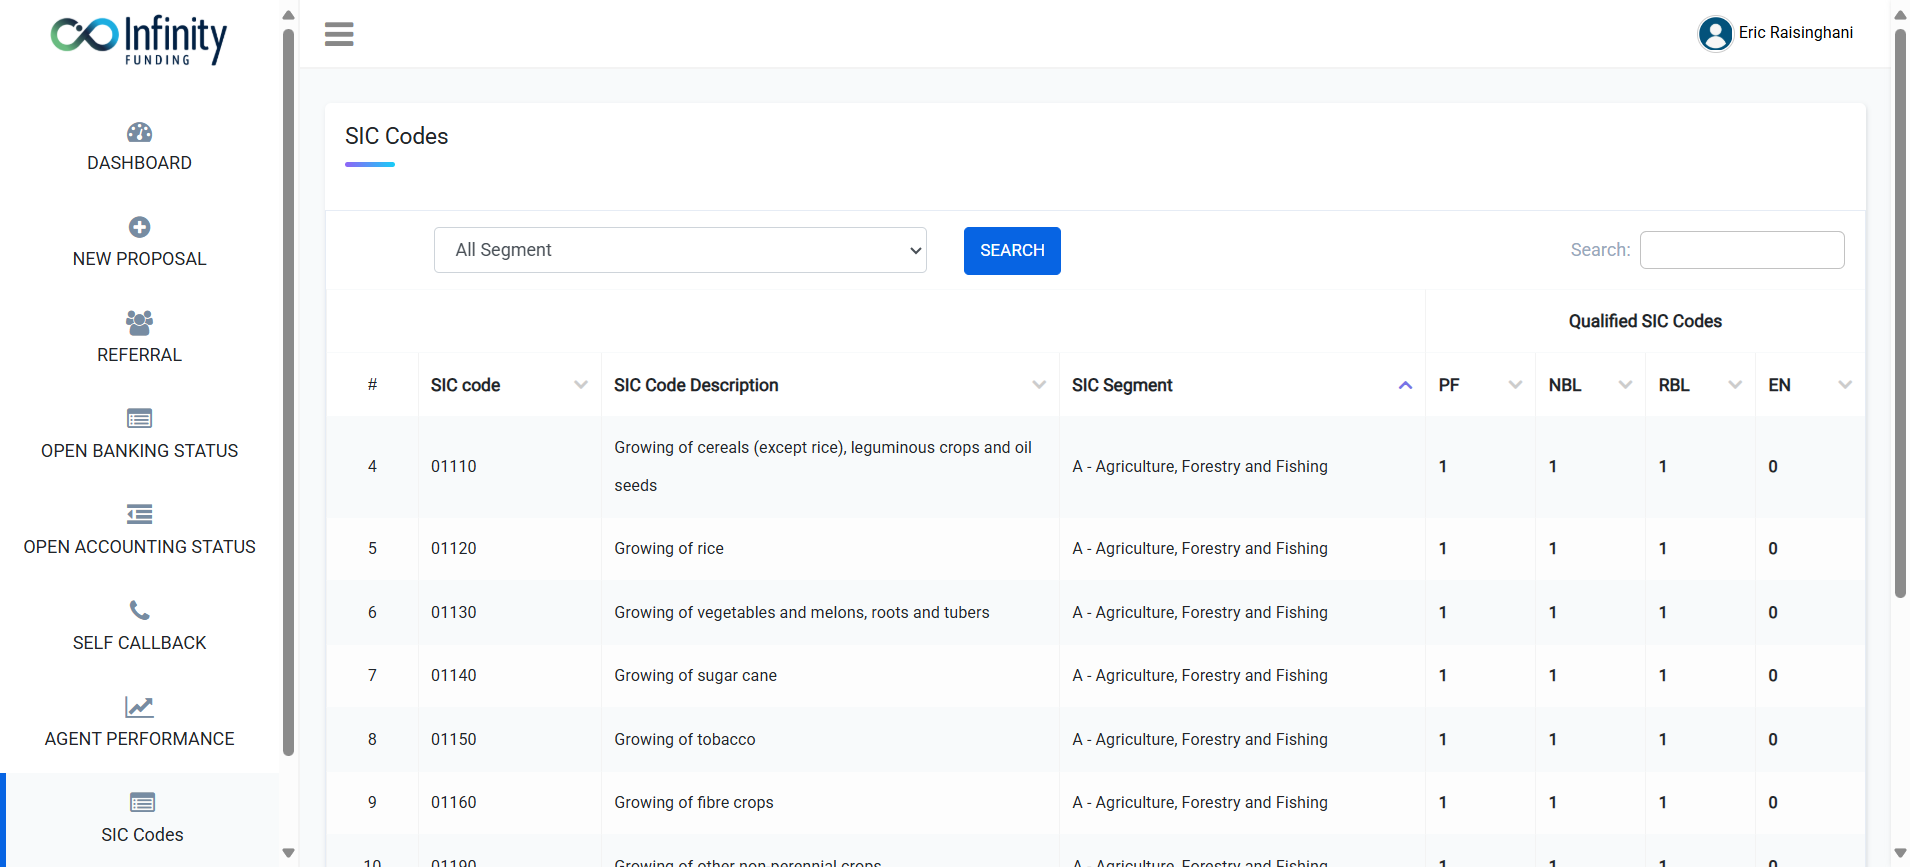 Infinity
FUNDING
Eric Raisinghani
DASHBOARD
NEW PROPOSAL
REFERRAL
OPEN BANKING STATUS
OPEN ACCOUNTING STATUS
SELF CALLBACK
AGENT PERFORMANCE
SIC Codes
SIC Codes
All Segment
SEARCH
Search:
Qualified SIC Codes
# SIC code SIC Code Description SIC Segment PF NBL RBL EN
4 01110 Growing of cereals (except rice), leguminous crops and oil seeds A - Agriculture, Forestry and Fishing 1 1 1 0
5 01120 Growing of rice A - Agriculture, Forestry and Fishing 1 1 1 0
6 01130 Growing of vegetables and melons, roots and tubers A - Agriculture, Forestry and Fishing 1 1 1 0
7 01140 Growing of sugar cane A - Agriculture, Forestry and Fishing 1 1 1 0
8 01150 Growing of tobacco A - Agriculture, Forestry and Fishing 1 1 1 0
9 01160 Growing of fibre crops A - Agriculture, Forestry and Fishing 1 1 1 0
10 01190 Growing of other non perennial crops A - Agriculture, Forestry and Fishing 1 1 1 0